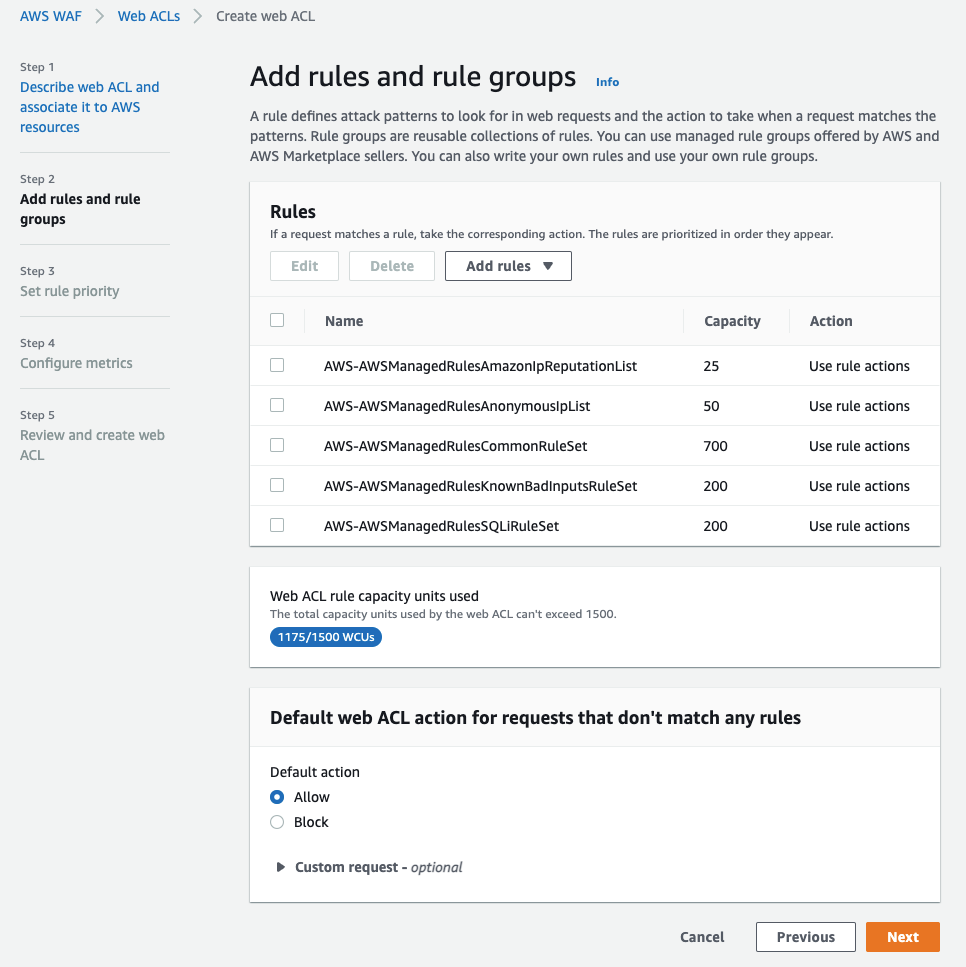 AWS WAF > Web ACLs > Create web ACL
Step 1
Describe web ACL and
associate it to AWS
resources
Step 2
Add rules and rule
groups
Step 3
Set rule priority
Step 4
Configure metrics
Step 5
Review and create web
ACL
Add rules and rule groups Info
A rule defines attack patterns to look for in web requests and the action to take when a request matches the
patterns. Rule groups are reusable collections of rules. You can use managed rule groups offered by AWS and
AWS Marketplace sellers. You can also write your own rules and use your own rule groups.
Rules
If a request matches a rule, take the corresponding action. The rules are prioritized in order they appear.
Edit Delete Add rules
Name Capacity Action
AWS-AWSManagedRulesAmazonIpReputationList 25 Use rule actions
AWS-AWSManagedRulesAnonymousIpList 50 Use rule actions
AWS-AWSManagedRulesCommonRuleSet 700 Use rule actions
AWS-AWSManagedRulesKnownBadInputsRuleSet 200 Use rule actions
AWS-AWSManagedRulesSQLiRuleSet 200 Use rule actions
Web ACL rule capacity units used
The total capacity units used by the web ACL can't exceed 1500.
1175/1500 WCUs
Default web ACL action for requests that don't match any rules
Default action
Allow
Block
Custom request - optional
Cancel Previous Next